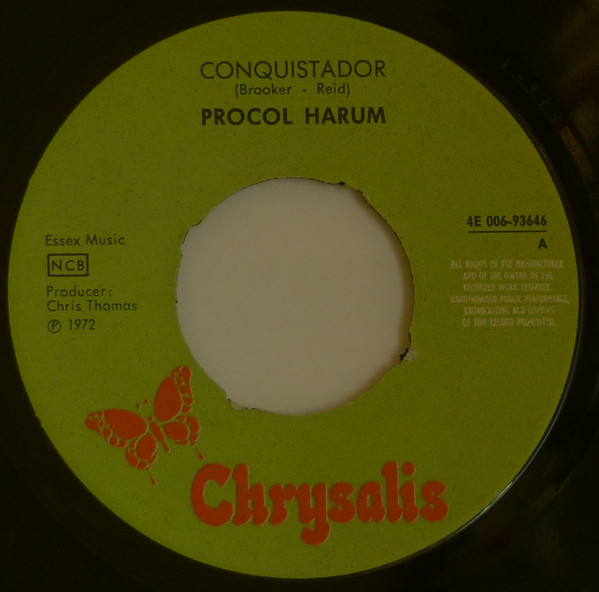 CONQUISTADOR
(Brooker - Reid)
PROCOL HARUM
4E 006-93646
A
Essex Music
NCB
Producer:
Chris Thomas
Ⓟ 1972
ALL RIGHTS OF THE MANUFACTURER
AND OF THE OWNER OF THE
RECORDED WORK RESERVED.
UNAUTHORISED PUBLIC PERFORMANCE,
BROADCASTING AND COPYING
OF THIS RECORD PROHIBITED.
Chrysalis